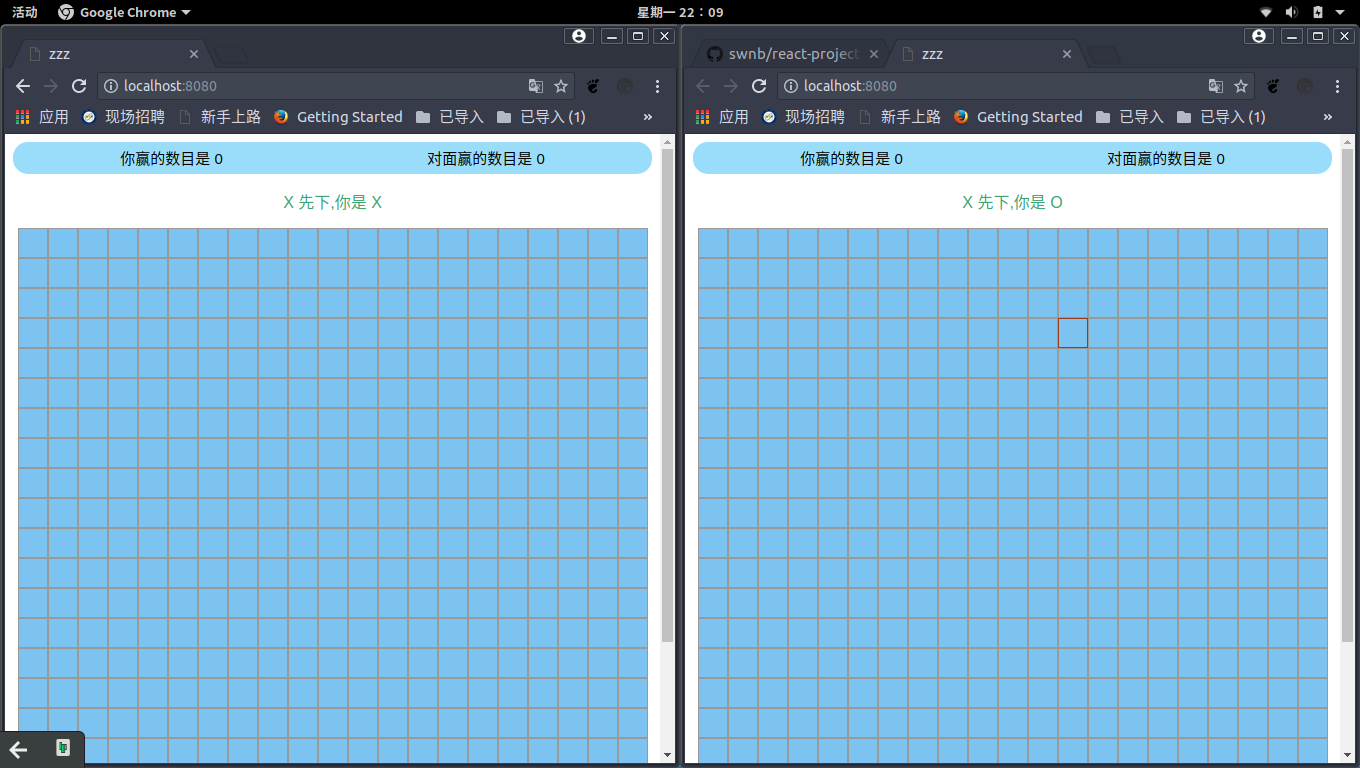 活动 Google Chrome 星期一 22：09
zzz
localhost:8080
应用 现场招聘 新手上路 Getting Started 已导入 已导入 (1) »
你赢的数目是 0 对面赢的数目是 0
X 先下,你是 X
swnb/react-project zzz
localhost:8080
应用 现场招聘 新手上路 Getting Started 已导入 已导入 (1) »
你赢的数目是 0 对面赢的数目是 0
X 先下,你是 O